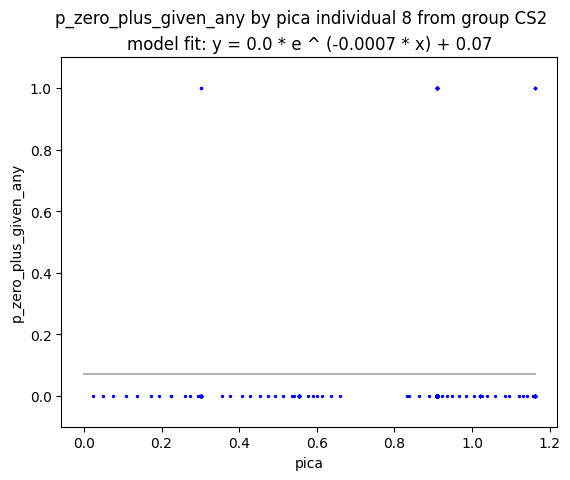 p_zero_plus_given_any by pica individual 8 from group CS2
model fit: y = 0.0 * e ^ (-0.0007 * x) + 0.07
1.0
0.8
0.6
0.4
0.2
0.0
p_zero_plus_given_any
0.0 0.2 0.4 0.6 0.8 1.0 1.2
pica